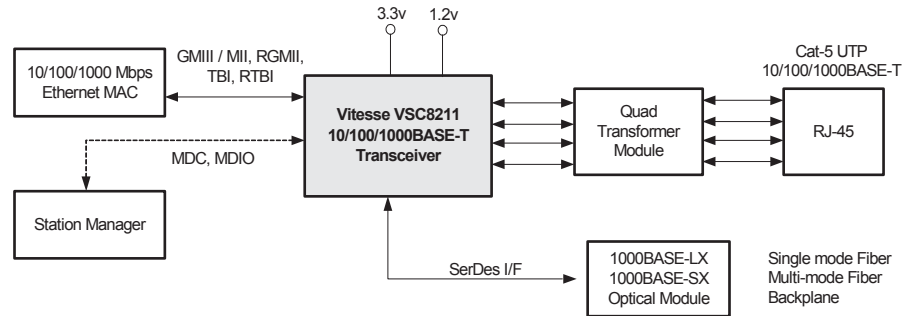 3.3v
1.2v
GMIII / MII, RGMII,
TBI, RTBI
10/100/1000 Mbps
Ethernet MAC
Vitesse VSC8211
10/100/1000BASE-T
Transceiver
Quad
Transformer
Module
Cat-5 UTP
10/100/1000BASE-T
RJ-45
MDC, MDIO
Station Manager
SerDes I/F
1000BASE-LX
1000BASE-SX
Optical Module
Single mode Fiber
Multi-mode Fiber
Backplane